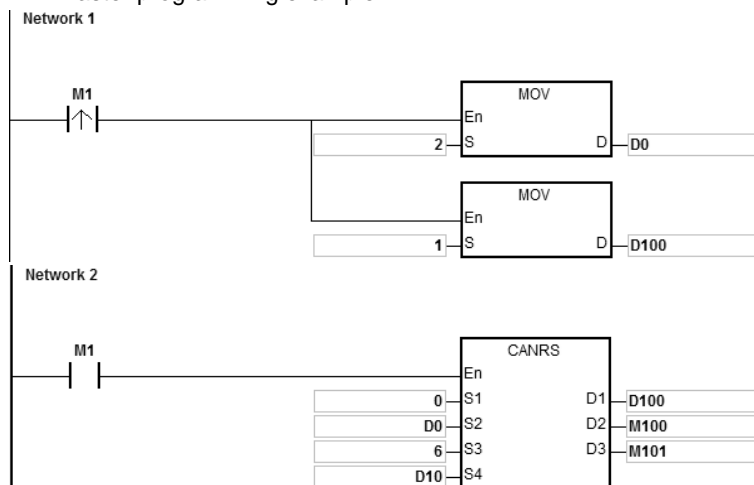 Network 1
M1
MOV
En
2 S D D0
MOV
En
1 S D D100
Network 2
M1
CANRS
En
0 S1 D1 D100
D0 S2 D2 M100
6 S3 D3 M101
D10 S4